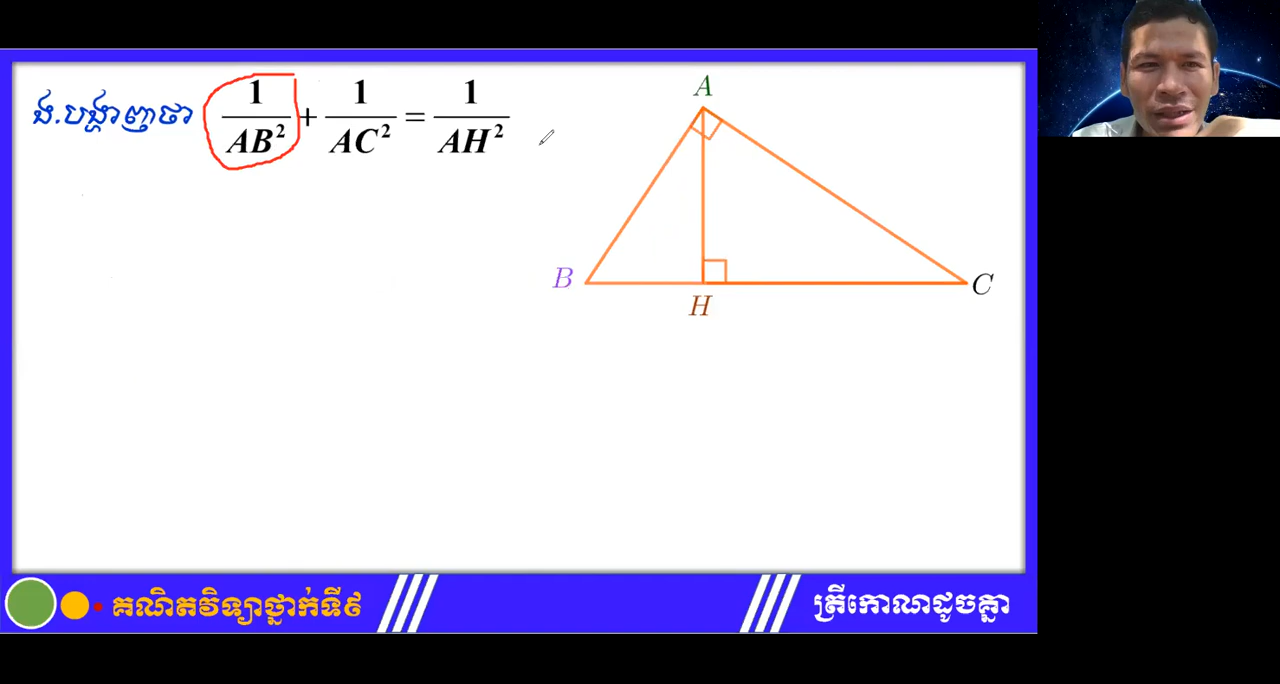 ង.បង្ហាញថា 1/AB² + 1/AC² = 1/AH²
A
B
C
H
គណិតវិទ្យាថ្នាក់ទី៩
ត្រីកោណដូចគ្នា